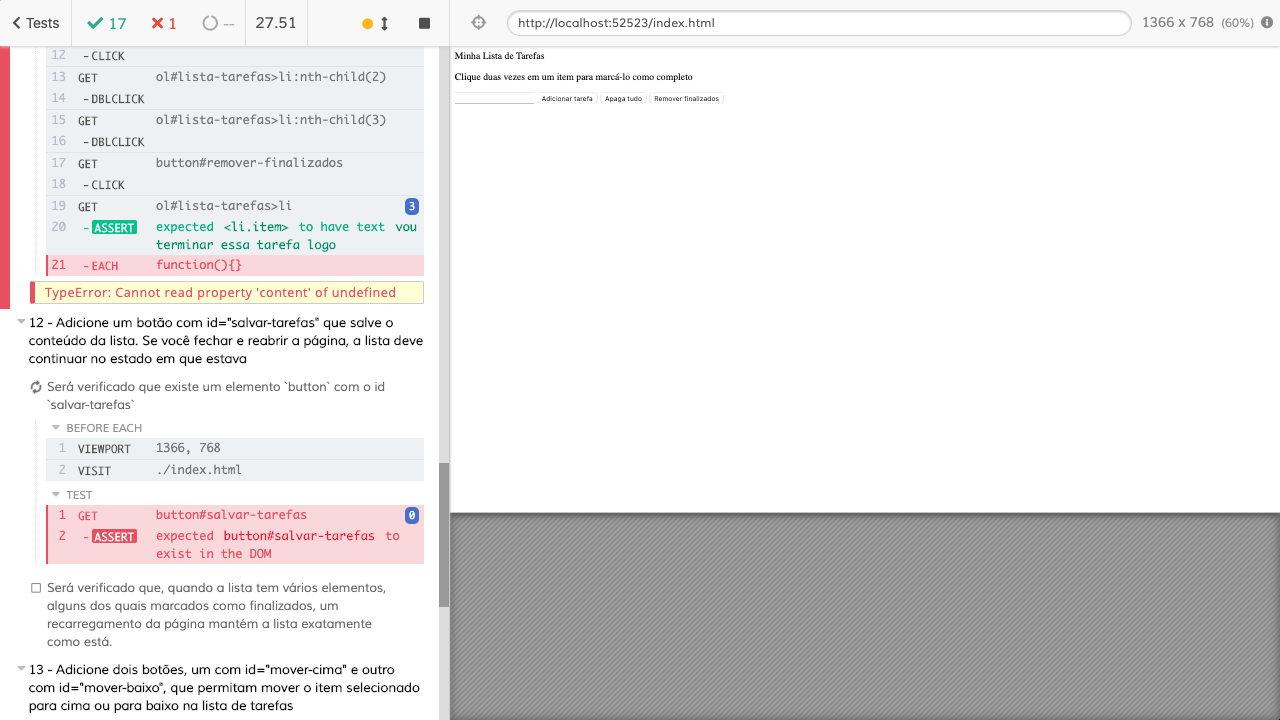 Tests
17
1
--
27.51
http://localhost:52523/index.html
1366 x 768 (60%)
12 -CLICK
13 GET ol#lista-tarefas>li:nth-child(2)
14 -DBLCLICK
15 GET ol#lista-tarefas>li:nth-child(3)
16 -DBLCLICK
17 GET button#remover-finalizados
18 -CLICK
19 GET ol#lista-tarefas>li 3
20 -ASSERT expected <li.item> to have text vou
terminar essa tarefa logo
21 -EACH function(){}
TypeError: Cannot read property 'content' of undefined
12 - Adicione um botão com id="salvar-tarefas" que salve o
conteúdo da lista. Se você fechar e reabrir a página, a lista deve
continuar no estado em que estava
Será verificado que existe um elemento `button` com o id
`salvar-tarefas`
BEFORE EACH
1 VIEWPORT 1366, 768
2 VISIT ./index.html
TEST
1 GET button#salvar-tarefas 0
2 -ASSERT expected button#salvar-tarefas to
exist in the DOM
Será verificado que, quando a lista tem vários elementos,
alguns dos quais marcados como finalizados, um
recarregamento da página mantém a lista exatamente
como está.
13 - Adicione dois botões, um com id="mover-cima" e outro
com id="mover-baixo", que permitam mover o item selecionado
para cima ou para baixo na lista de tarefas
Minha Lista de Tarefas
Clique duas vezes em um item para marcá-lo como completo
Adicionar tarefa Apaga tudo Remover finalizados